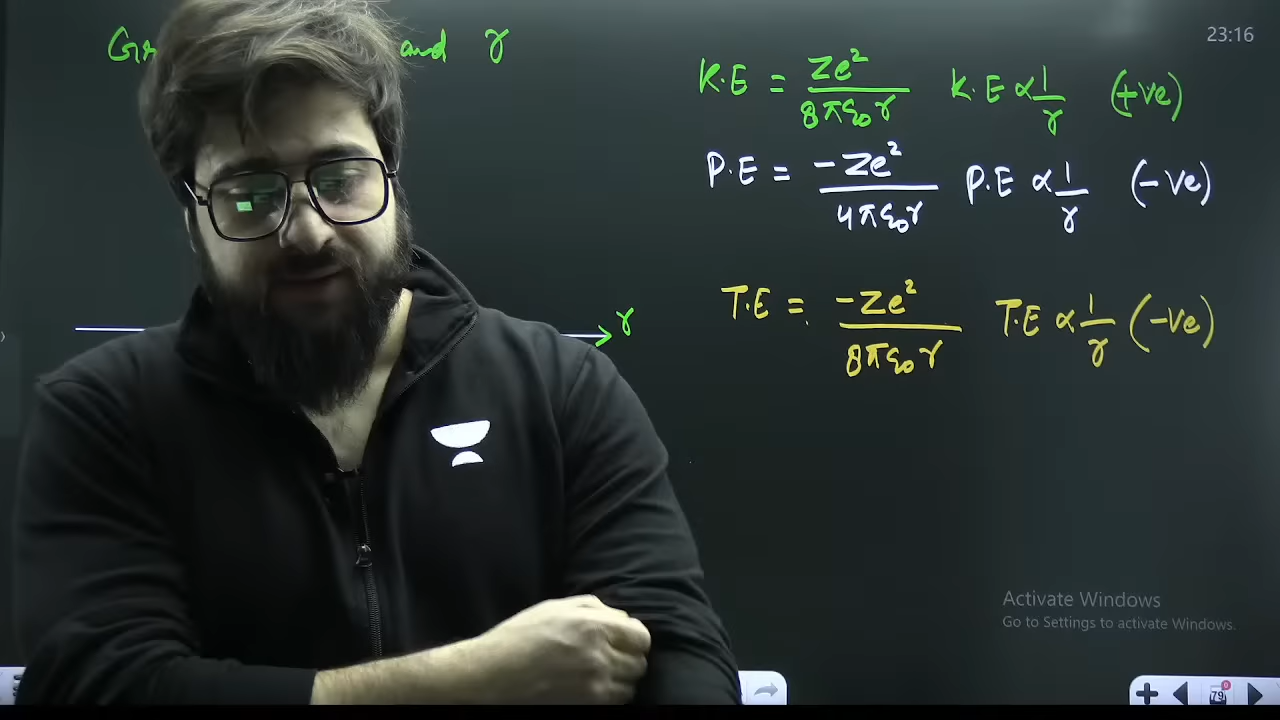 and r
23:16
K.E = Ze² / 8πε₀r K.E ∝ 1/r (+ve)
P.E = -Ze² / 4πε₀r P.E ∝ 1/r (-ve)
T.E = -Ze² / 8πε₀r T.E ∝ 1/r (-ve)
r
Activate Windows
Go to Settings to activate Windows.
79